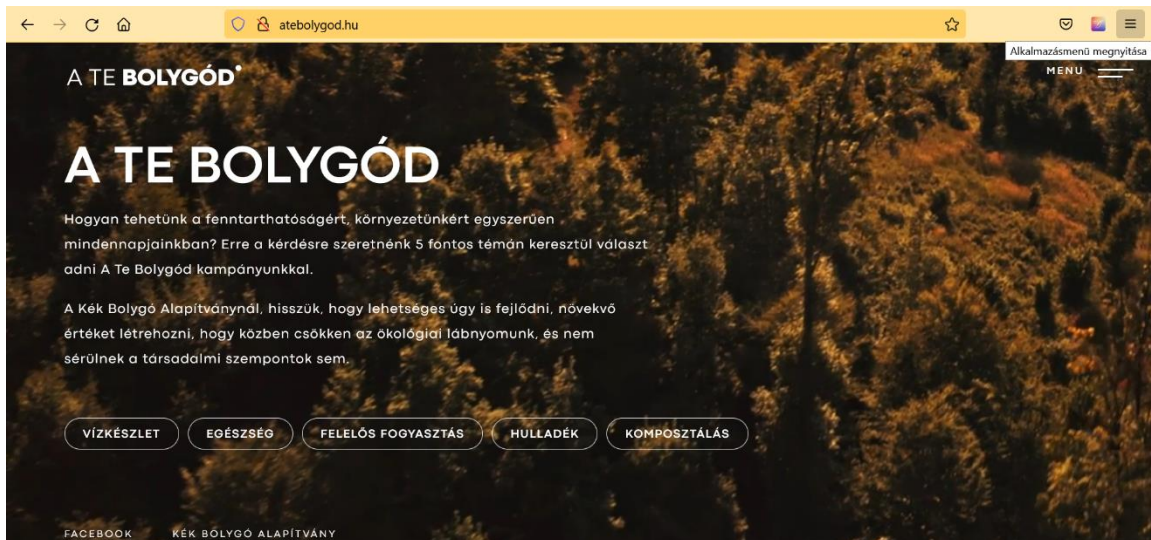 atebolygod.hu
Alkalmazásmenü megnyitása
A TE BOLYGÓD
MENU
A TE BOLYGÓD
Hogyan tehetünk a fenntarthatóságért, környezetünkért egyszerűen
mindennapjainkban? Erre a kérdésre szeretnénk 5 fontos témán keresztül választ
adni A Te Bolygód kampányunkkal.
A Kék Bolygó Alapítványnál, hisszük, hogy lehetséges úgy is fejlődni, növekvő
értéket létrehozni, hogy közben csökken az ökológiai lábnyomunk, és nem
sérülnek a társadalmi szempontok sem.
VÍZKÉSZLET EGÉSZSÉG FELELŐS FOGYASZTÁS HULLADÉK KOMPOSZTÁLÁS
FACEBOOK KÉK BOLYGÓ ALAPÍTVÁNY